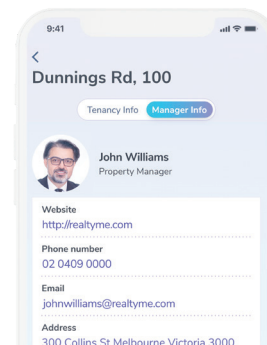 9:41
Dunnings Rd, 100
Tenancy Info Manager Info
John Williams
Property Manager
Website
http://realtyme.com
Phone number
02 0409 0000
Email
johnwilliams@realtyme.com
Address
300 Collins St Melbourne Victoria 3000